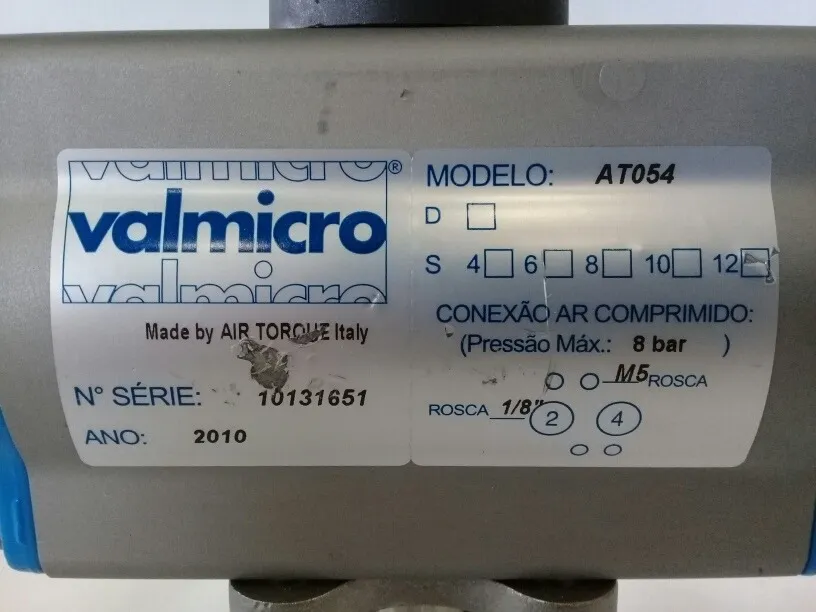 valmicro®
valmicro
valmicro
Made by AIR TORQUE Italy
N° SÉRIE: 10131651
ANO: 2010
MODELO: AT054
D
S 4 6 8 10 12
CONEXÃO AR COMPRIMIDO:
(Pressão Máx.: 8 bar )
M5 ROSCA
ROSCA 1/8" 2 4